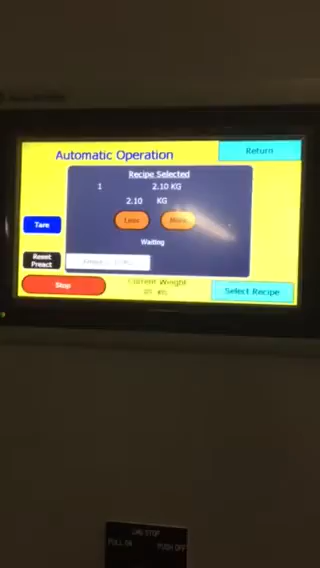 Automatic Operation
Return
Recipe Selected
1 2.10 KG
2.10 KG
Less More
Tare
Waiting
Reset
Preact
Stop
Current Weight
Select Recipe
PULL ON PUSH OFF